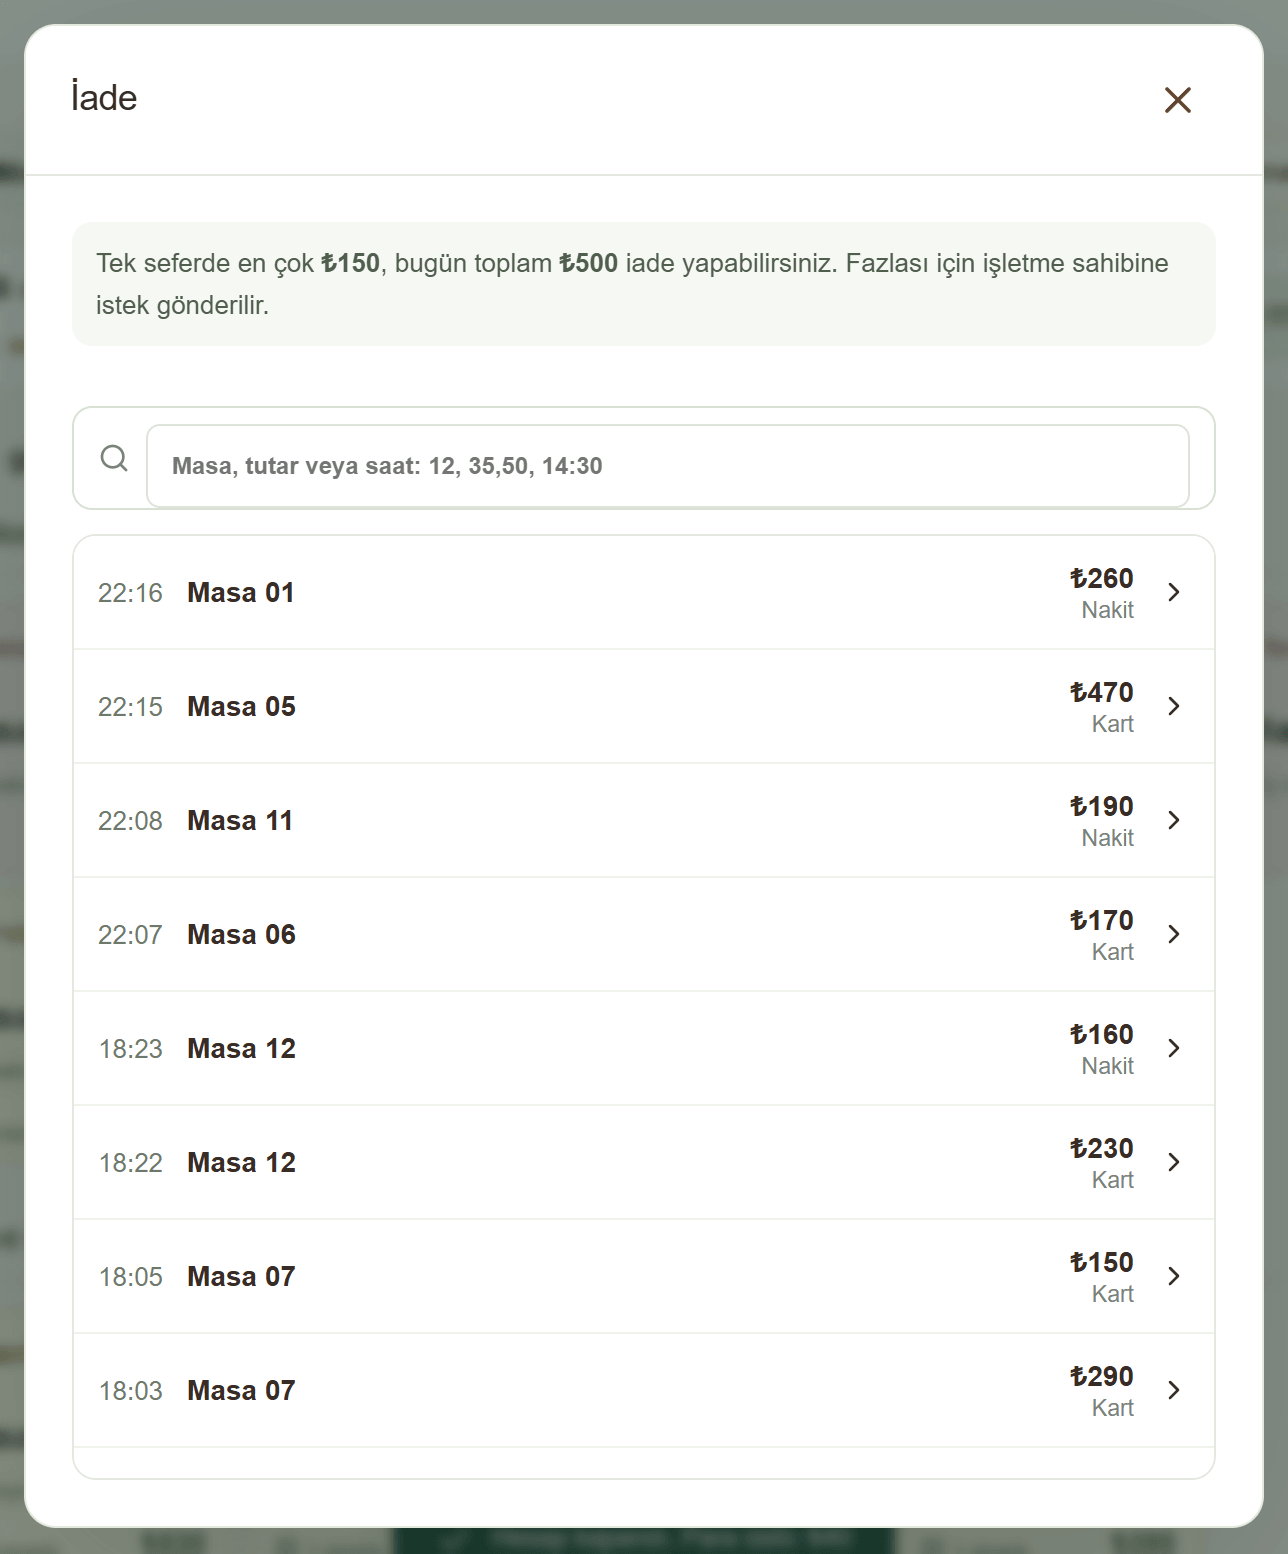 İade
Tek seferde en çok ₺150, bugün toplam ₺500 iade yapabilirsiniz. Fazlası için işletme sahibine
istek gönderilir.
Masa, tutar veya saat: 12, 35,50, 14:30
22:16 Masa 01 ₺260
Nakit
22:15 Masa 05 ₺470
Kart
22:08 Masa 11 ₺190
Nakit
22:07 Masa 06 ₺170
Kart
18:23 Masa 12 ₺160
Nakit
18:22 Masa 12 ₺230
Kart
18:05 Masa 07 ₺150
Kart
18:03 Masa 07 ₺290
Kart